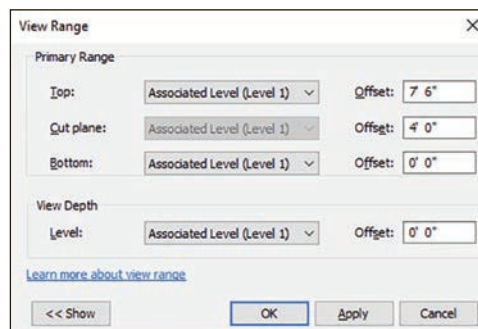 View Range
Primary Range
Top: Associated Level (Level 1) Offset: 7' 6"
Cut plane: Associated Level (Level 1) Offset: 4' 0"
Bottom: Associated Level (Level 1) Offset: 0' 0"
View Depth
Level: Associated Level (Level 1) Offset: 0' 0"
Learn more about view range
<< Show OK Apply Cancel